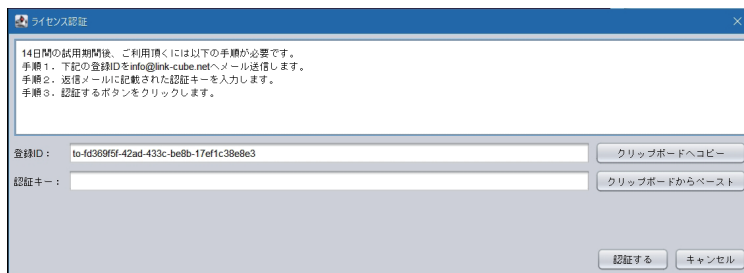 ライセンス認証
14日間の試用期間後、ご利用頂くには以下の手順が必要です。
手順1．下記の登録IDをinfo@link-cube.netへメール送信します。
手順2．返信メールに記載された認証キーを入力します。
手順3．認証するボタンをクリックします。
登録ID： to-fd369f5f-42ad-433c-be8b-17ef1c38e8e3 クリップボードへコピー
認証キー： クリップボードからペースト
認証する キャンセル